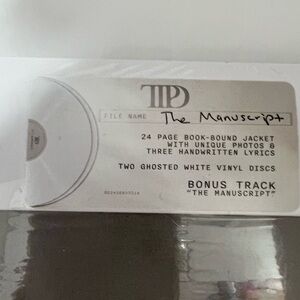 TTPD
FILE NAME The Manuscript
24 PAGE BOOK-BOUND JACKET
WITH UNIQUE PHOTOS &
THREE HANDWRITTEN LYRICS
TWO GHOSTED WHITE VINYL DISCS
BONUS TRACK
"THE MANUSCRIPT"